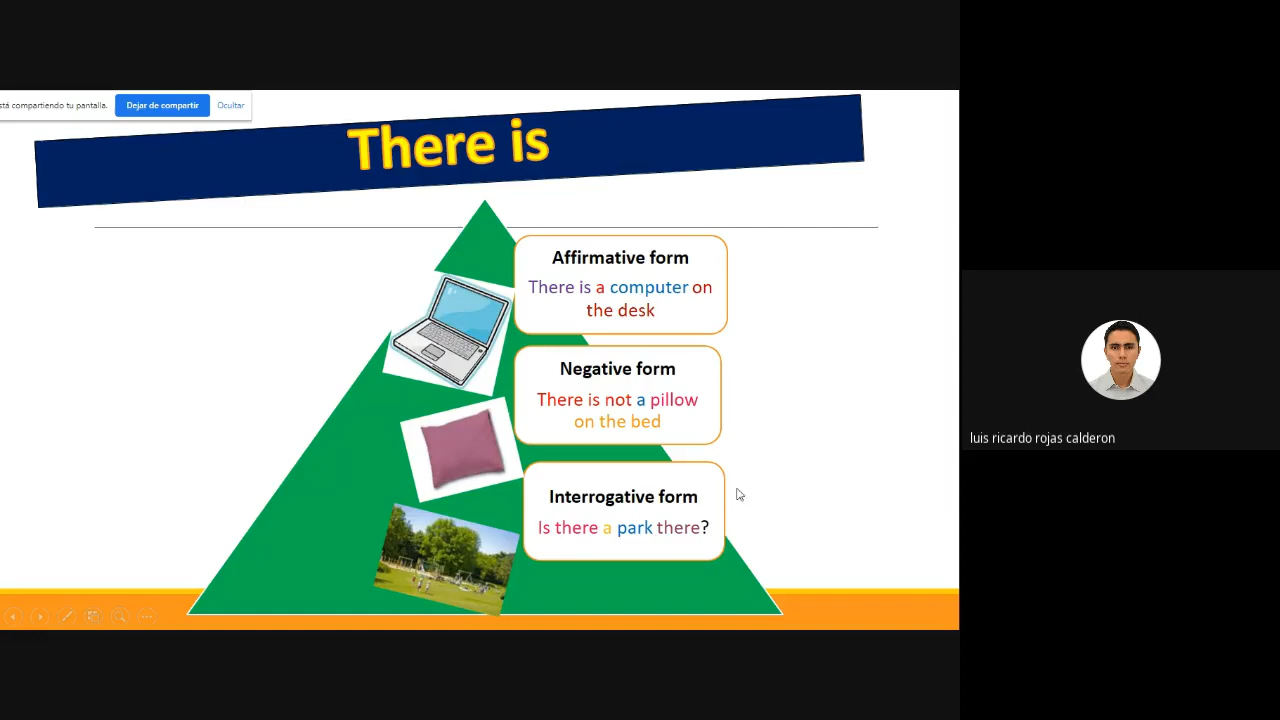 stá compartiendo tu pantalla.
Dejar de compartir
Ocultar
There is
Affirmative form
There is a computer on
the desk
Negative form
There is not a pillow
on the bed
Interrogative form
Is there a park there?
luis ricardo rojas calderon